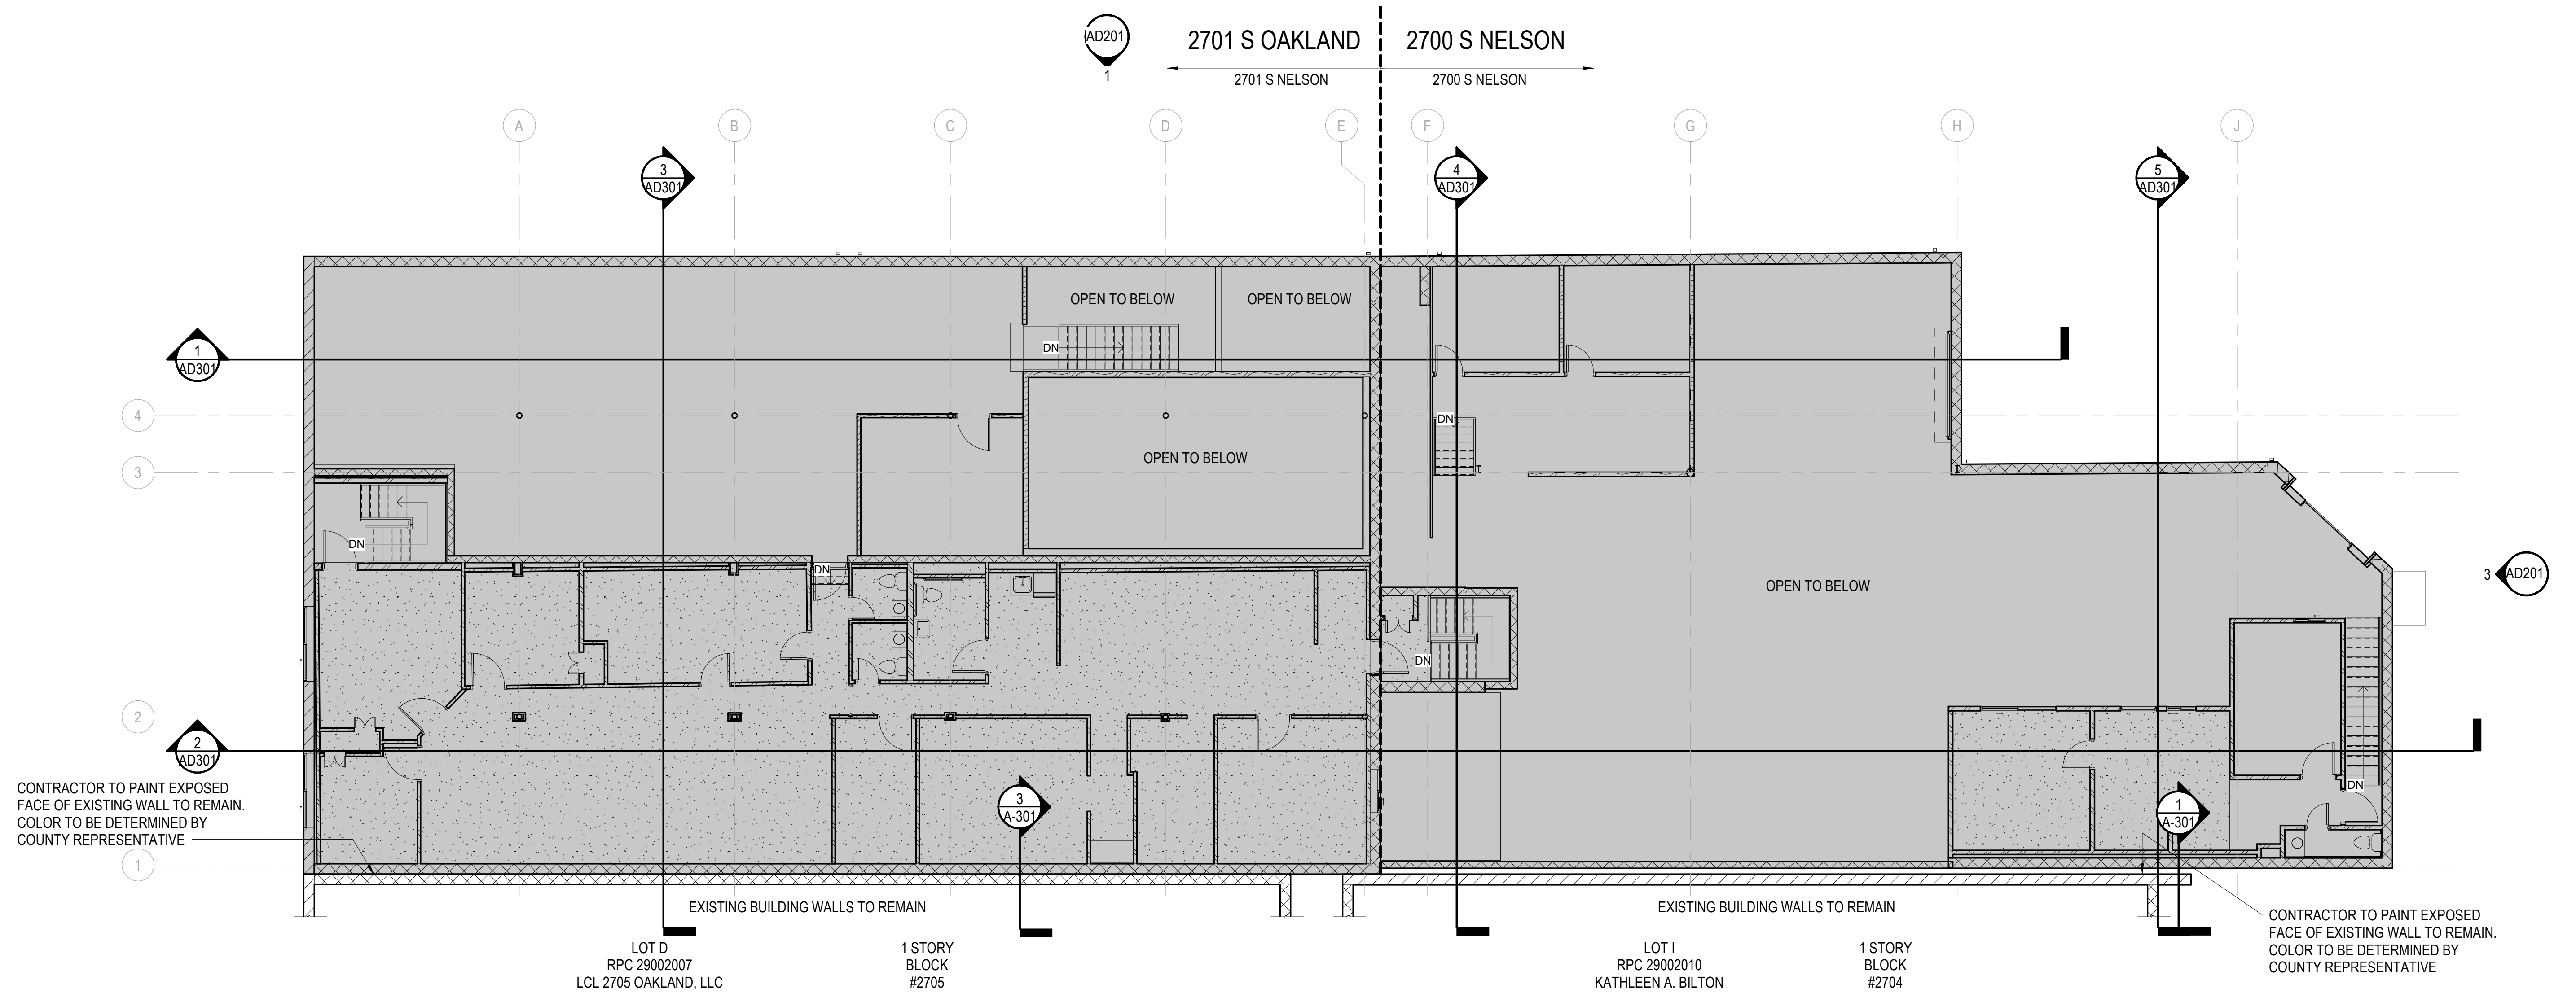 AD201
1
2701 S OAKLAND
2700 S NELSON
2701 S NELSON
2700 S NELSON
A
B
C
D
E
F
G
H
J
3
AD301
4
AD301
5
AD301
OPEN TO BELOW
OPEN TO BELOW
DN
1
AD301
4
DN
OPEN TO BELOW
3
DN
DN
OPEN TO BELOW
3
AD201
DN
2
2
AD301
DN
CONTRACTOR TO PAINT EXPOSED
FACE OF EXISTING WALL TO REMAIN.
COLOR TO BE DETERMINED BY
COUNTY REPRESENTATIVE
3
A-301
1
A-301
1
EXISTING BUILDING WALLS TO REMAIN
EXISTING BUILDING WALLS TO REMAIN
CONTRACTOR TO PAINT EXPOSED
FACE OF EXISTING WALL TO REMAIN.
COLOR TO BE DETERMINED BY
COUNTY REPRESENTATIVE
LOT D
RPC 29002007
LCL 2705 OAKLAND, LLC
1 STORY
BLOCK
#2705
LOT I
RPC 29002010
KATHLEEN A. BILTON
1 STORY
BLOCK
#2704